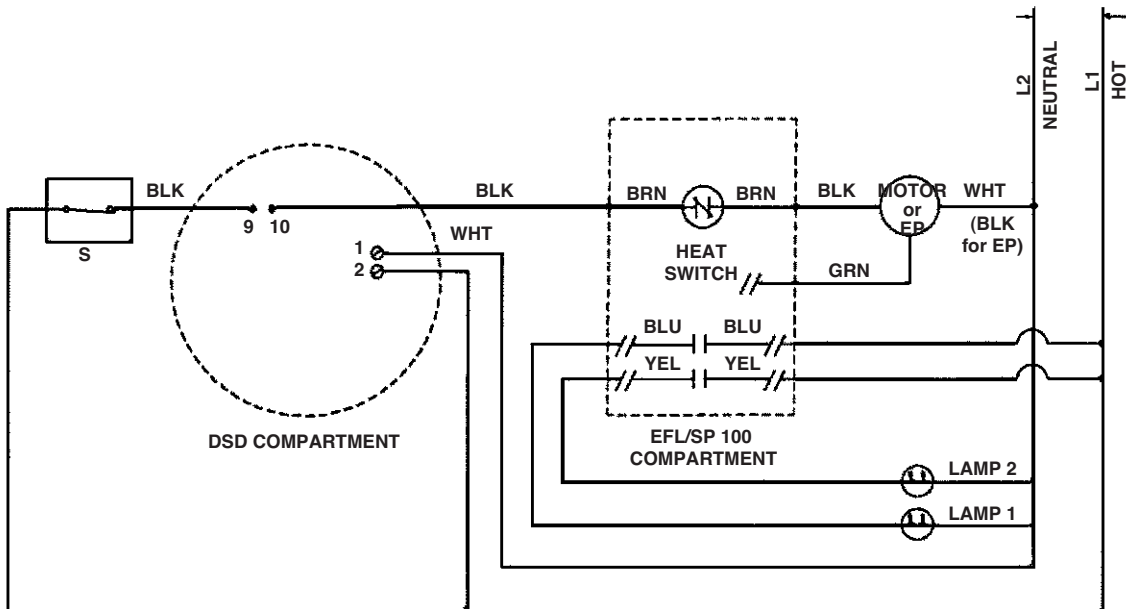 L2
NEUTRAL
L1
HOT
BLK
BLK
BRN
BRN
BLK
MOTOR
or
EP
WHT
(BLK
for EP)
S
9
10
WHT
1
2
HEAT
SWITCH
GRN
BLU
BLU
YEL
YEL
DSD COMPARTMENT
EFL/SP 100
COMPARTMENT
LAMP 2
LAMP 1